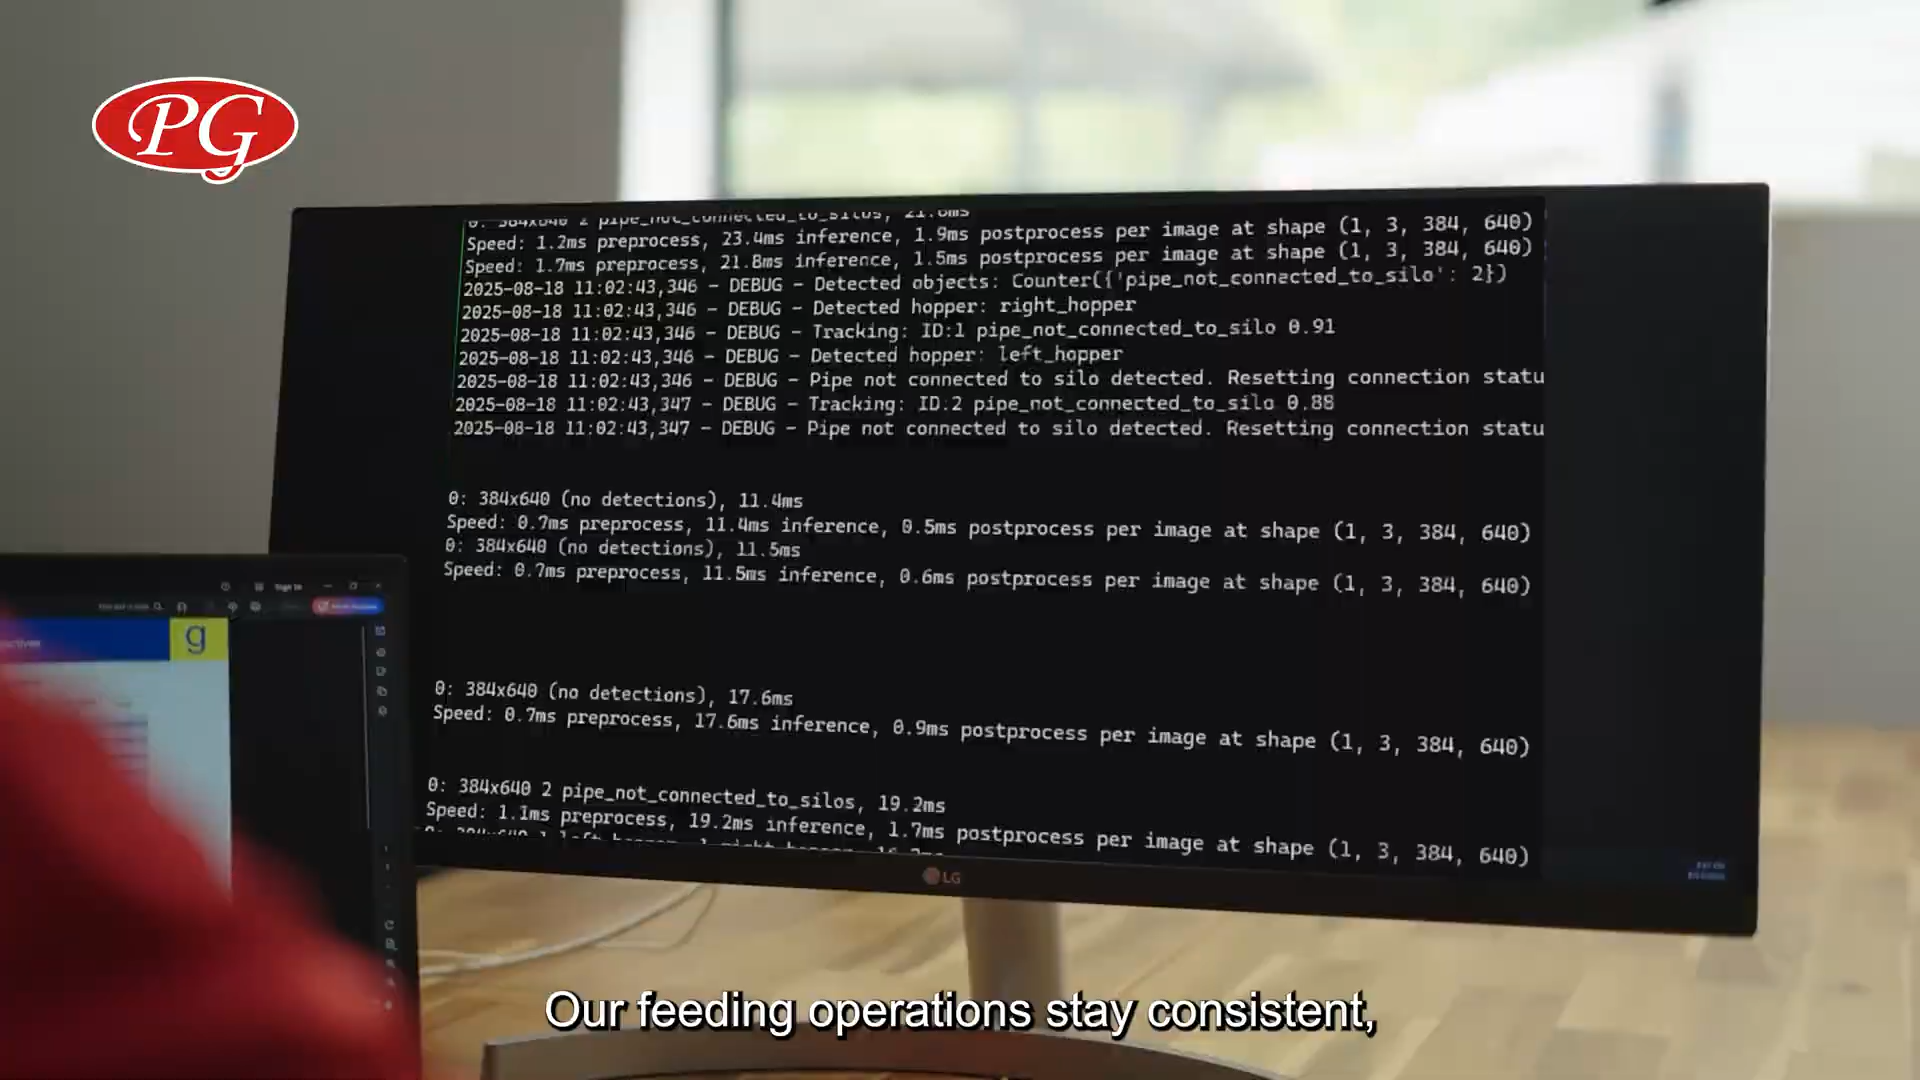 PG
0: 384x640 2 pipe_not_connected_to_silos, 21.8ms
Speed: 1.2ms preprocess, 23.4ms inference, 1.9ms postprocess per image at shape (1, 3, 384, 640)
Speed: 1.7ms preprocess, 21.8ms inference, 1.5ms postprocess per image at shape (1, 3, 384, 640)
2025-08-18 11:02:43,346 - DEBUG - Detected objects: Counter({'pipe_not_connected_to_silo': 2})
2025-08-18 11:02:43,346 - DEBUG - Detected hopper: right_hopper
2025-08-18 11:02:43,346 - DEBUG - Tracking: ID:1 pipe_not_connected_to_silo 0.91
2025-08-18 11:02:43,346 - DEBUG - Detected hopper: left_hopper
2025-08-18 11:02:43,346 - DEBUG - Pipe not connected to silo detected. Resetting connection statu
2025-08-18 11:02:43,347 - DEBUG - Tracking: ID:2 pipe_not_connected_to_silo 0.88
2025-08-18 11:02:43,347 - DEBUG - Pipe not connected to silo detected. Resetting connection statu
0: 384x640 (no detections), 11.4ms
Speed: 0.7ms preprocess, 11.4ms inference, 0.5ms postprocess per image at shape (1, 3, 384, 640)
0: 384x640 (no detections), 11.5ms
Speed: 0.7ms preprocess, 11.5ms inference, 0.6ms postprocess per image at shape (1, 3, 384, 640)
0: 384x640 (no detections), 17.6ms
Speed: 0.7ms preprocess, 17.6ms inference, 0.9ms postprocess per image at shape (1, 3, 384, 640)
0: 384x640 2 pipe_not_connected_to_silos, 19.2ms
Speed: 1.1ms preprocess, 19.2ms inference, 1.7ms postprocess per image at shape (1, 3, 384, 640)
Sign In
g
LG
Our feeding operations stay consistent,